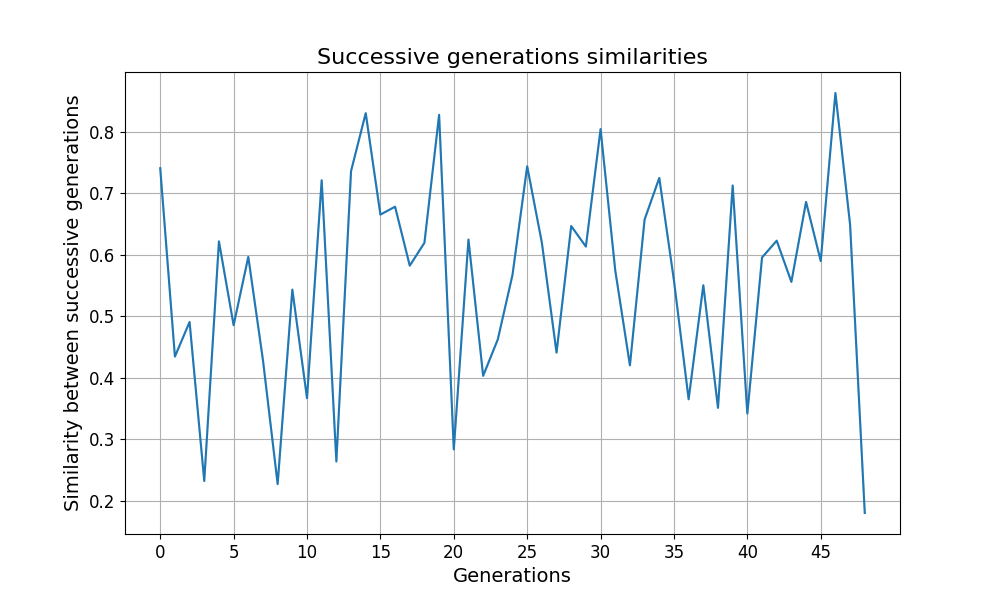 Successive generations similarities
Similarity between successive generations
0.8
0.7
0.6
0.5
0.4
0.3
0.2
0 5 10 15 20 25 30 35 40 45
Generations